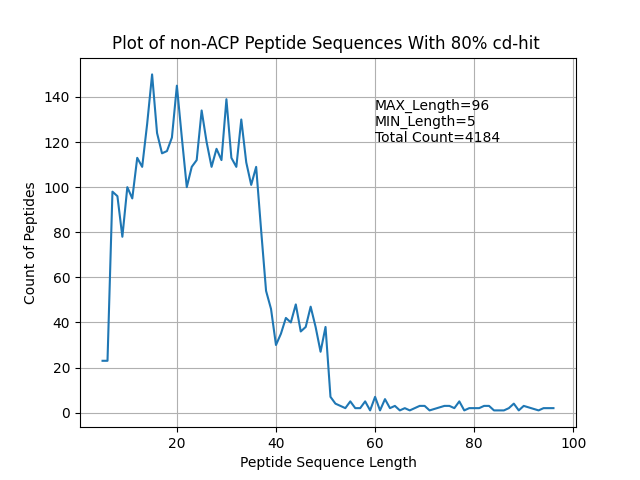 Plot of non-ACP Peptide Sequences With 80% cd-hit
MAX_Length=96
MIN_Length=5
Total Count=4184
Count of Peptides
140
120
100
80
60
40
20
0
20 40 60 80 100
Peptide Sequence Length